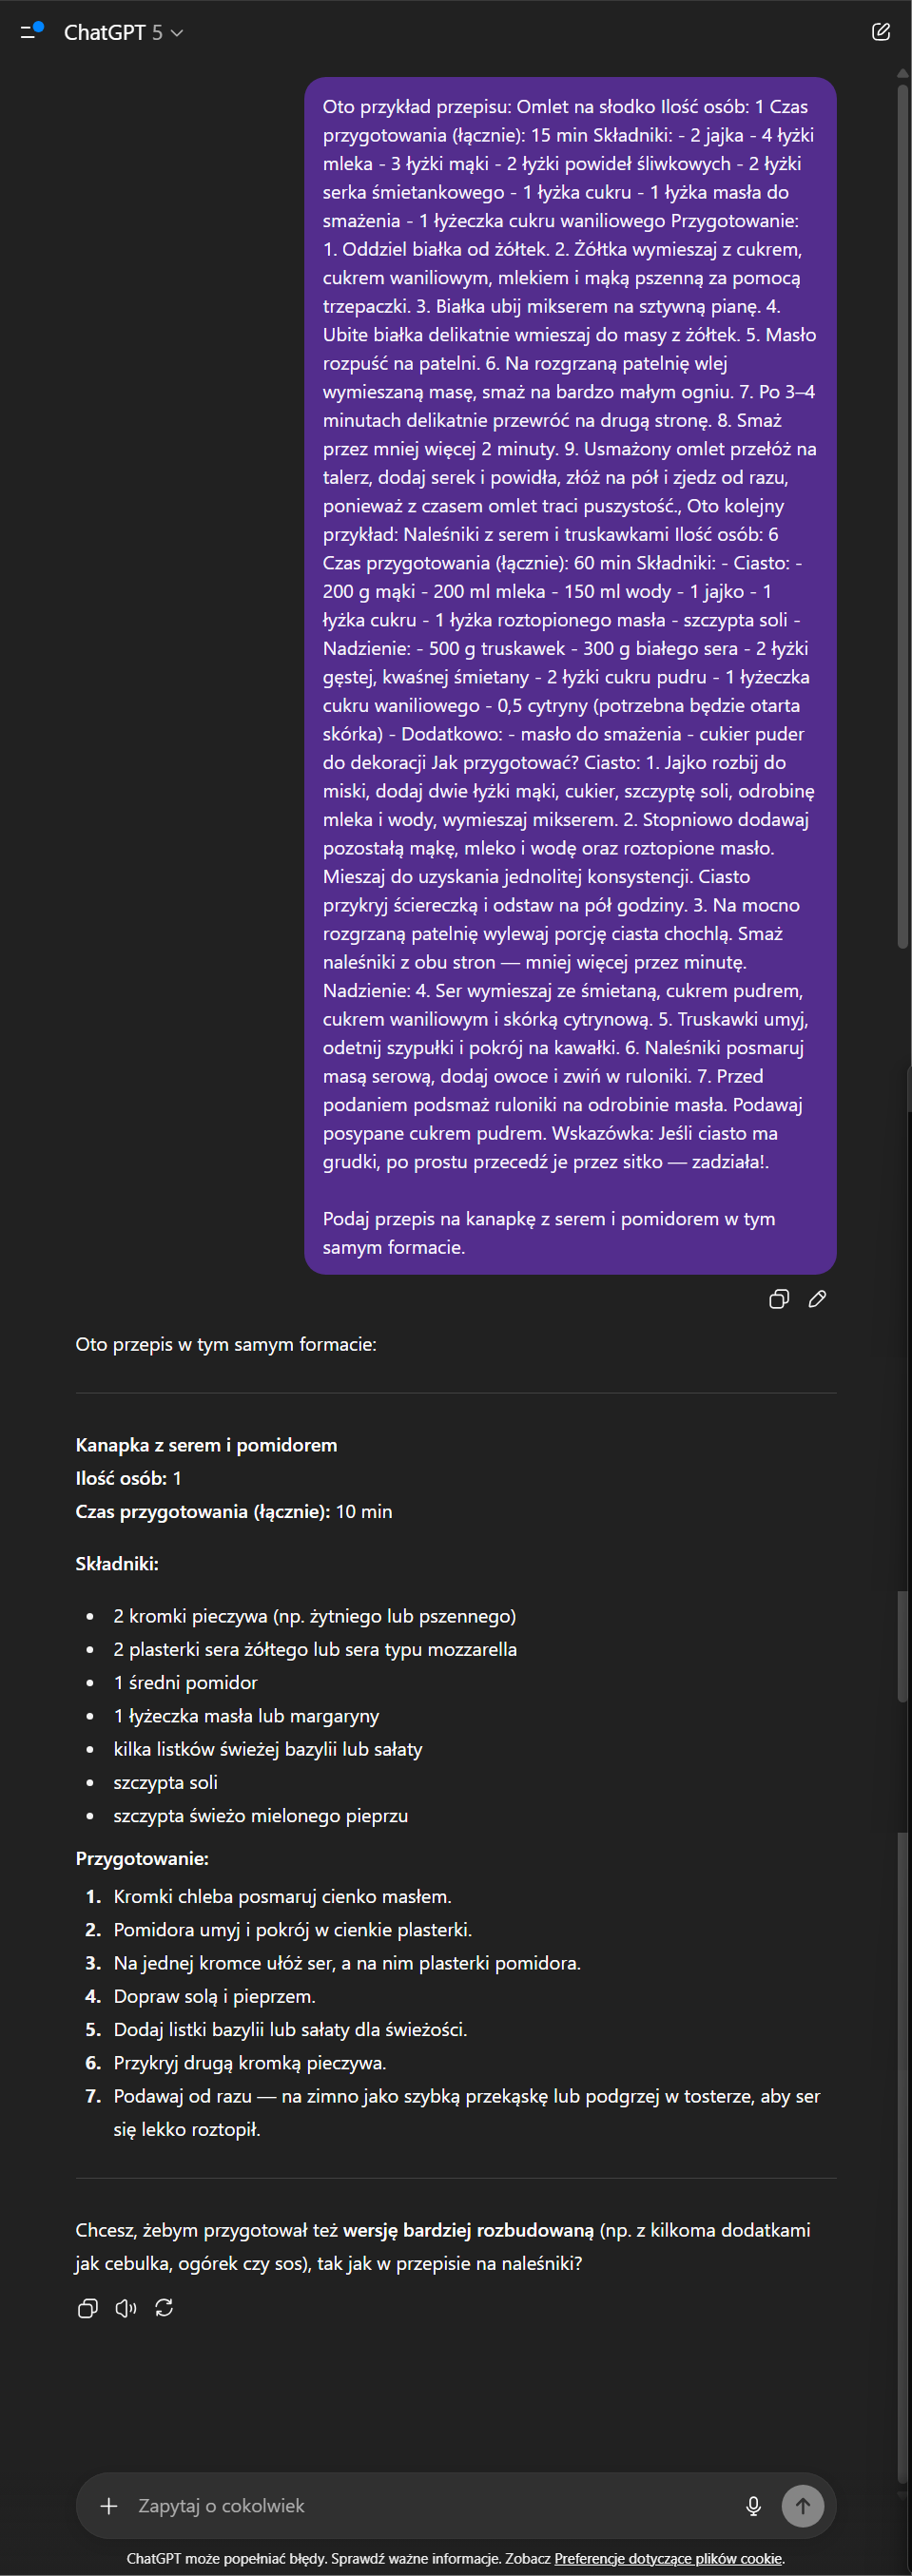 ChatGPT 5
Oto przykład przepisu: Omlet na słodko Ilość osób: 1 Czas
przygotowania (łącznie): 15 min Składniki: - 2 jajka - 4 łyżki
mleka - 3 łyżki mąki - 2 łyżki powideł śliwkowych - 2 łyżki
serka śmietankowego - 1 łyżka cukru - 1 łyżka masła do
smażenia - 1 łyżeczka cukru waniliowego Przygotowanie:
1. Oddziel białka od żółtek. 2. Żółtka wymieszaj z cukrem,
cukrem waniliowym, mlekiem i mąką pszenną za pomocą
trzepaczki. 3. Białka ubij mikserem na sztywną pianę. 4.
Ubite białka delikatnie wmieszaj do masy z żółtek. 5. Masło
rozpuść na patelni. 6. Na rozgrzaną patelnię wlej
wymieszaną masę, smaż na bardzo małym ogniu. 7. Po 3–4
minutach delikatnie przewróć na drugą stronę. 8. Smaż
przez mniej więcej 2 minuty. 9. Usmażony omlet przełóż na
talerz, dodaj serek i powidła, złóż na pół i zjedz od razu,
ponieważ z czasem omlet traci puszystość., Oto kolejny
przykład: Naleśniki z serem i truskawkami Ilość osób: 6
Czas przygotowania (łącznie): 60 min Składniki: - Ciasto: -
200 g mąki - 200 ml mleka - 150 ml wody - 1 jajko - 1
łyżka cukru - 1 łyżka roztopionego masła - szczypta soli -
Nadzienie: - 500 g truskawek - 300 g białego sera - 2 łyżki
gęstej, kwaśnej śmietany - 2 łyżki cukru pudru - 1 łyżeczka
cukru waniliowego - 0,5 cytryny (potrzebna będzie otarta
skórka) - Dodatkowo: - masło do smażenia - cukier puder
do dekoracji Jak przygotować? Ciasto: 1. Jajko rozbij do
miski, dodaj dwie łyżki mąki, cukier, szczyptę soli, odrobinę
mleka i wody, wymieszaj mikserem. 2. Stopniowo dodawaj
pozostałą mąkę, mleko i wodę oraz roztopione masło.
Mieszaj do uzyskania jednolitej konsystencji. Ciasto
przykryj ściereczką i odstaw na pół godziny. 3. Na mocno
rozgrzaną patelnię wylewaj porcję ciasta chochlą. Smaż
naleśniki z obu stron — mniej więcej przez minutę.
Nadzienie: 4. Ser wymieszaj ze śmietaną, cukrem pudrem,
cukrem waniliowym i skórką cytrynową. 5. Truskawki umyj,
odetnij szypułki i pokrój na kawałki. 6. Naleśniki posmaruj
masą serową, dodaj owoce i zwiń w ruloniki. 7. Przed
podaniem podsmaż ruloniki na odrobinie masła. Podawaj
posypane cukrem pudrem. Wskazówka: Jeśli ciasto ma
grudki, po prostu przecedź je przez sitko — zadziała!.
Podaj przepis na kanapkę z serem i pomidorem w tym
samym formacie.
Oto przepis w tym samym formacie:
Kanapka z serem i pomidorem
Ilość osób: 1
Czas przygotowania (łącznie): 10 min
Składniki:
• 2 kromki pieczywa (np. żytniego lub pszennego)
• 2 plasterki sera żółtego lub sera typu mozzarella
• 1 średni pomidor
• 1 łyżeczka masła lub margaryny
• kilka listków świeżej bazylii lub sałaty
• szczypta soli
• szczypta świeżo mielonego pieprzu
Przygotowanie:
1. Kromki chleba posmaruj cienko masłem.
2. Pomidora umyj i pokrój w cienkie plasterki.
3. Na jednej kromce ułóż ser, a na nim plasterki pomidora.
4. Dopraw solą i pieprzem.
5. Dodaj listki bazylii lub sałaty dla świeżości.
6. Przykryj drugą kromką pieczywa.
7. Podawaj od razu — na zimno jako szybką przekąskę lub podgrzej w tosterze, aby ser
się lekko roztopił.
Chcesz, żebym przygotował też wersję bardziej rozbudowaną (np. z kilkoma dodatkami
jak cebulka, ogórek czy sos), tak jak w przepisie na naleśniki?
Zapytaj o cokolwiek
ChatGPT może popełniać błędy. Sprawdź ważne informacje. Zobacz Preferencje dotyczące plików cookie.